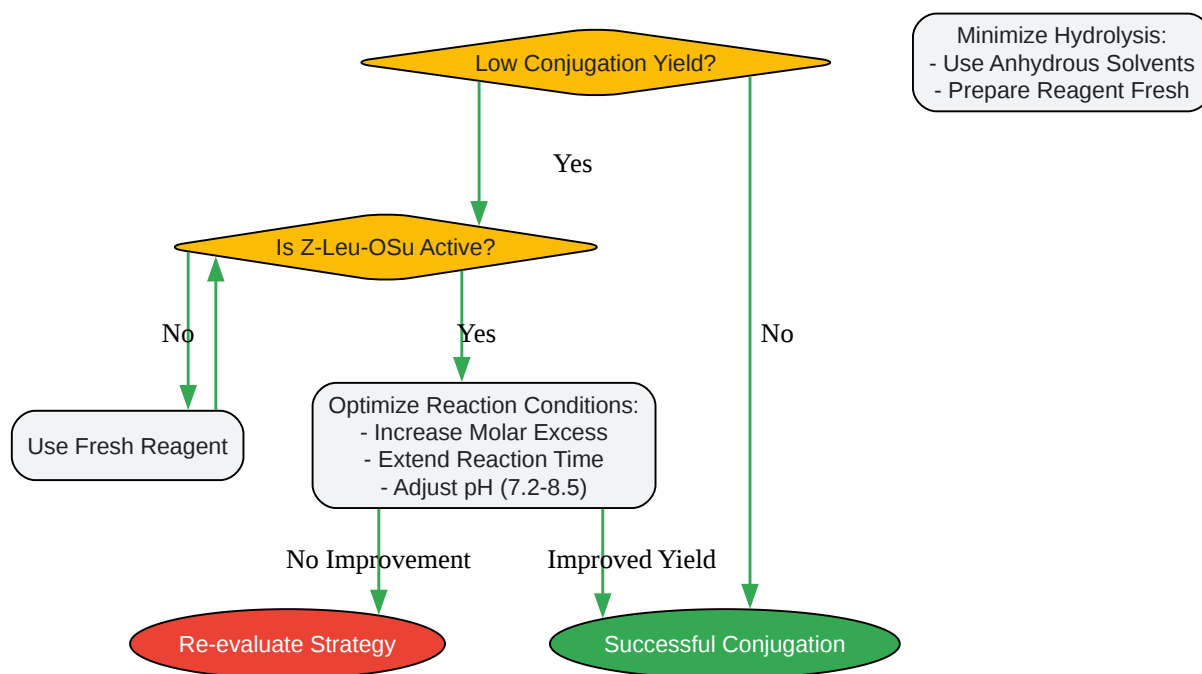 Low Conjugation Yield?
Minimize Hydrolysis:
- Use Anhydrous Solvents
- Prepare Reagent Fresh
Yes
Is Z-Leu-OSu Active?
No
Yes
No
Use Fresh Reagent
Optimize Reaction Conditions:
- Increase Molar Excess
- Extend Reaction Time
- Adjust pH (7.2-8.5)
No Improvement
Improved Yield
Re-evaluate Strategy
Successful Conjugation